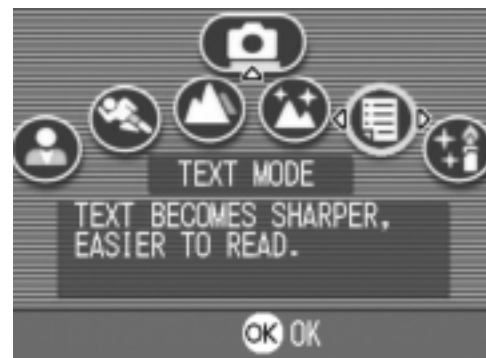 TEXT MODE
TEXT BECOMES SHARPER,
EASIER TO READ.
OK OK